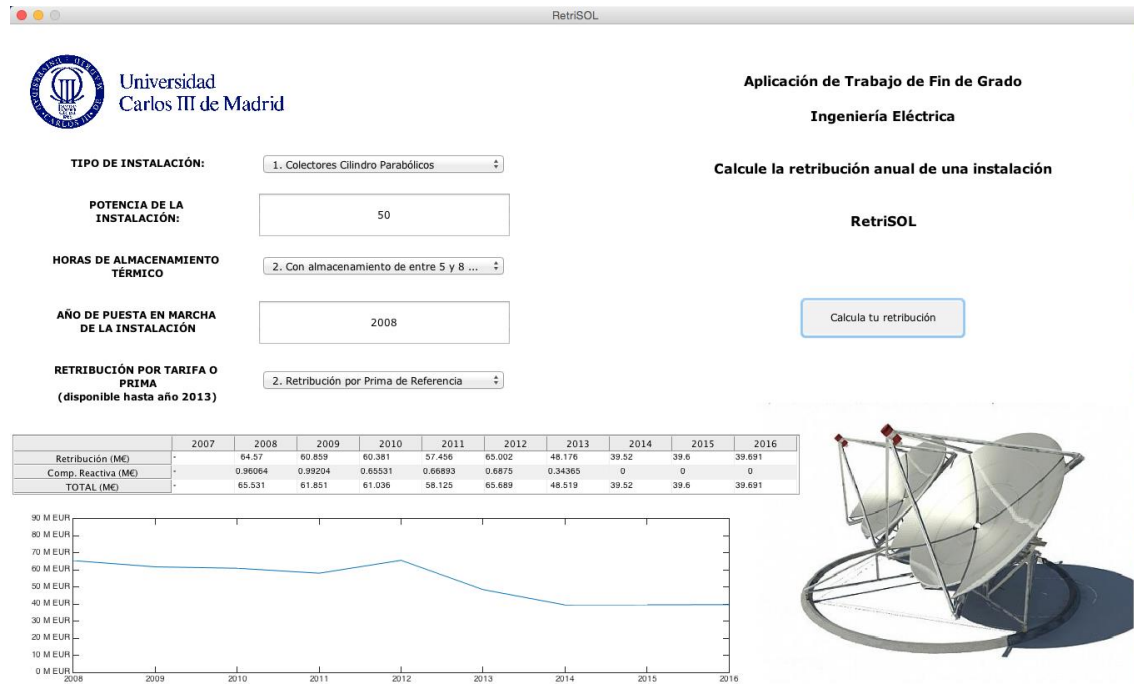 RetriSOL
Universidad
Carlos III de Madrid
Aplicación de Trabajo de Fin de Grado
Ingeniería Eléctrica
Calcule la retribución anual de una instalación
RetriSOL
Calcula tu retribución
TIPO DE INSTALACIÓN:
1. Colectores Cilindro Parabólicos
POTENCIA DE LA
INSTALACIÓN:
50
HORAS DE ALMACENAMIENTO
TÉRMICO
2. Con almacenamiento de entre 5 y 8 ...
AÑO DE PUESTA EN MARCHA
DE LA INSTALACIÓN
2008
RETRIBUCIÓN POR TARIFA O
PRIMA
(disponible hasta año 2013)
2. Retribución por Prima de Referencia
2007 2008 2009 2010 2011 2012 2013 2014 2015 2016
Retribución (M€) - 64.57 60.859 60.381 57.456 65.002 48.176 39.52 39.6 39.691
Comp. Reactiva (M€) - 0.96064 0.99204 0.65531 0.66893 0.6875 0.34365 0 0 0
TOTAL (M€) - 65.531 61.851 61.036 58.125 65.689 48.519 39.52 39.6 39.691
90 M EUR
80 M EUR
70 M EUR
60 M EUR
50 M EUR
40 M EUR
30 M EUR
20 M EUR
10 M EUR
0 M EUR
2008 2009 2010 2011 2012 2013 2014 2015 2016